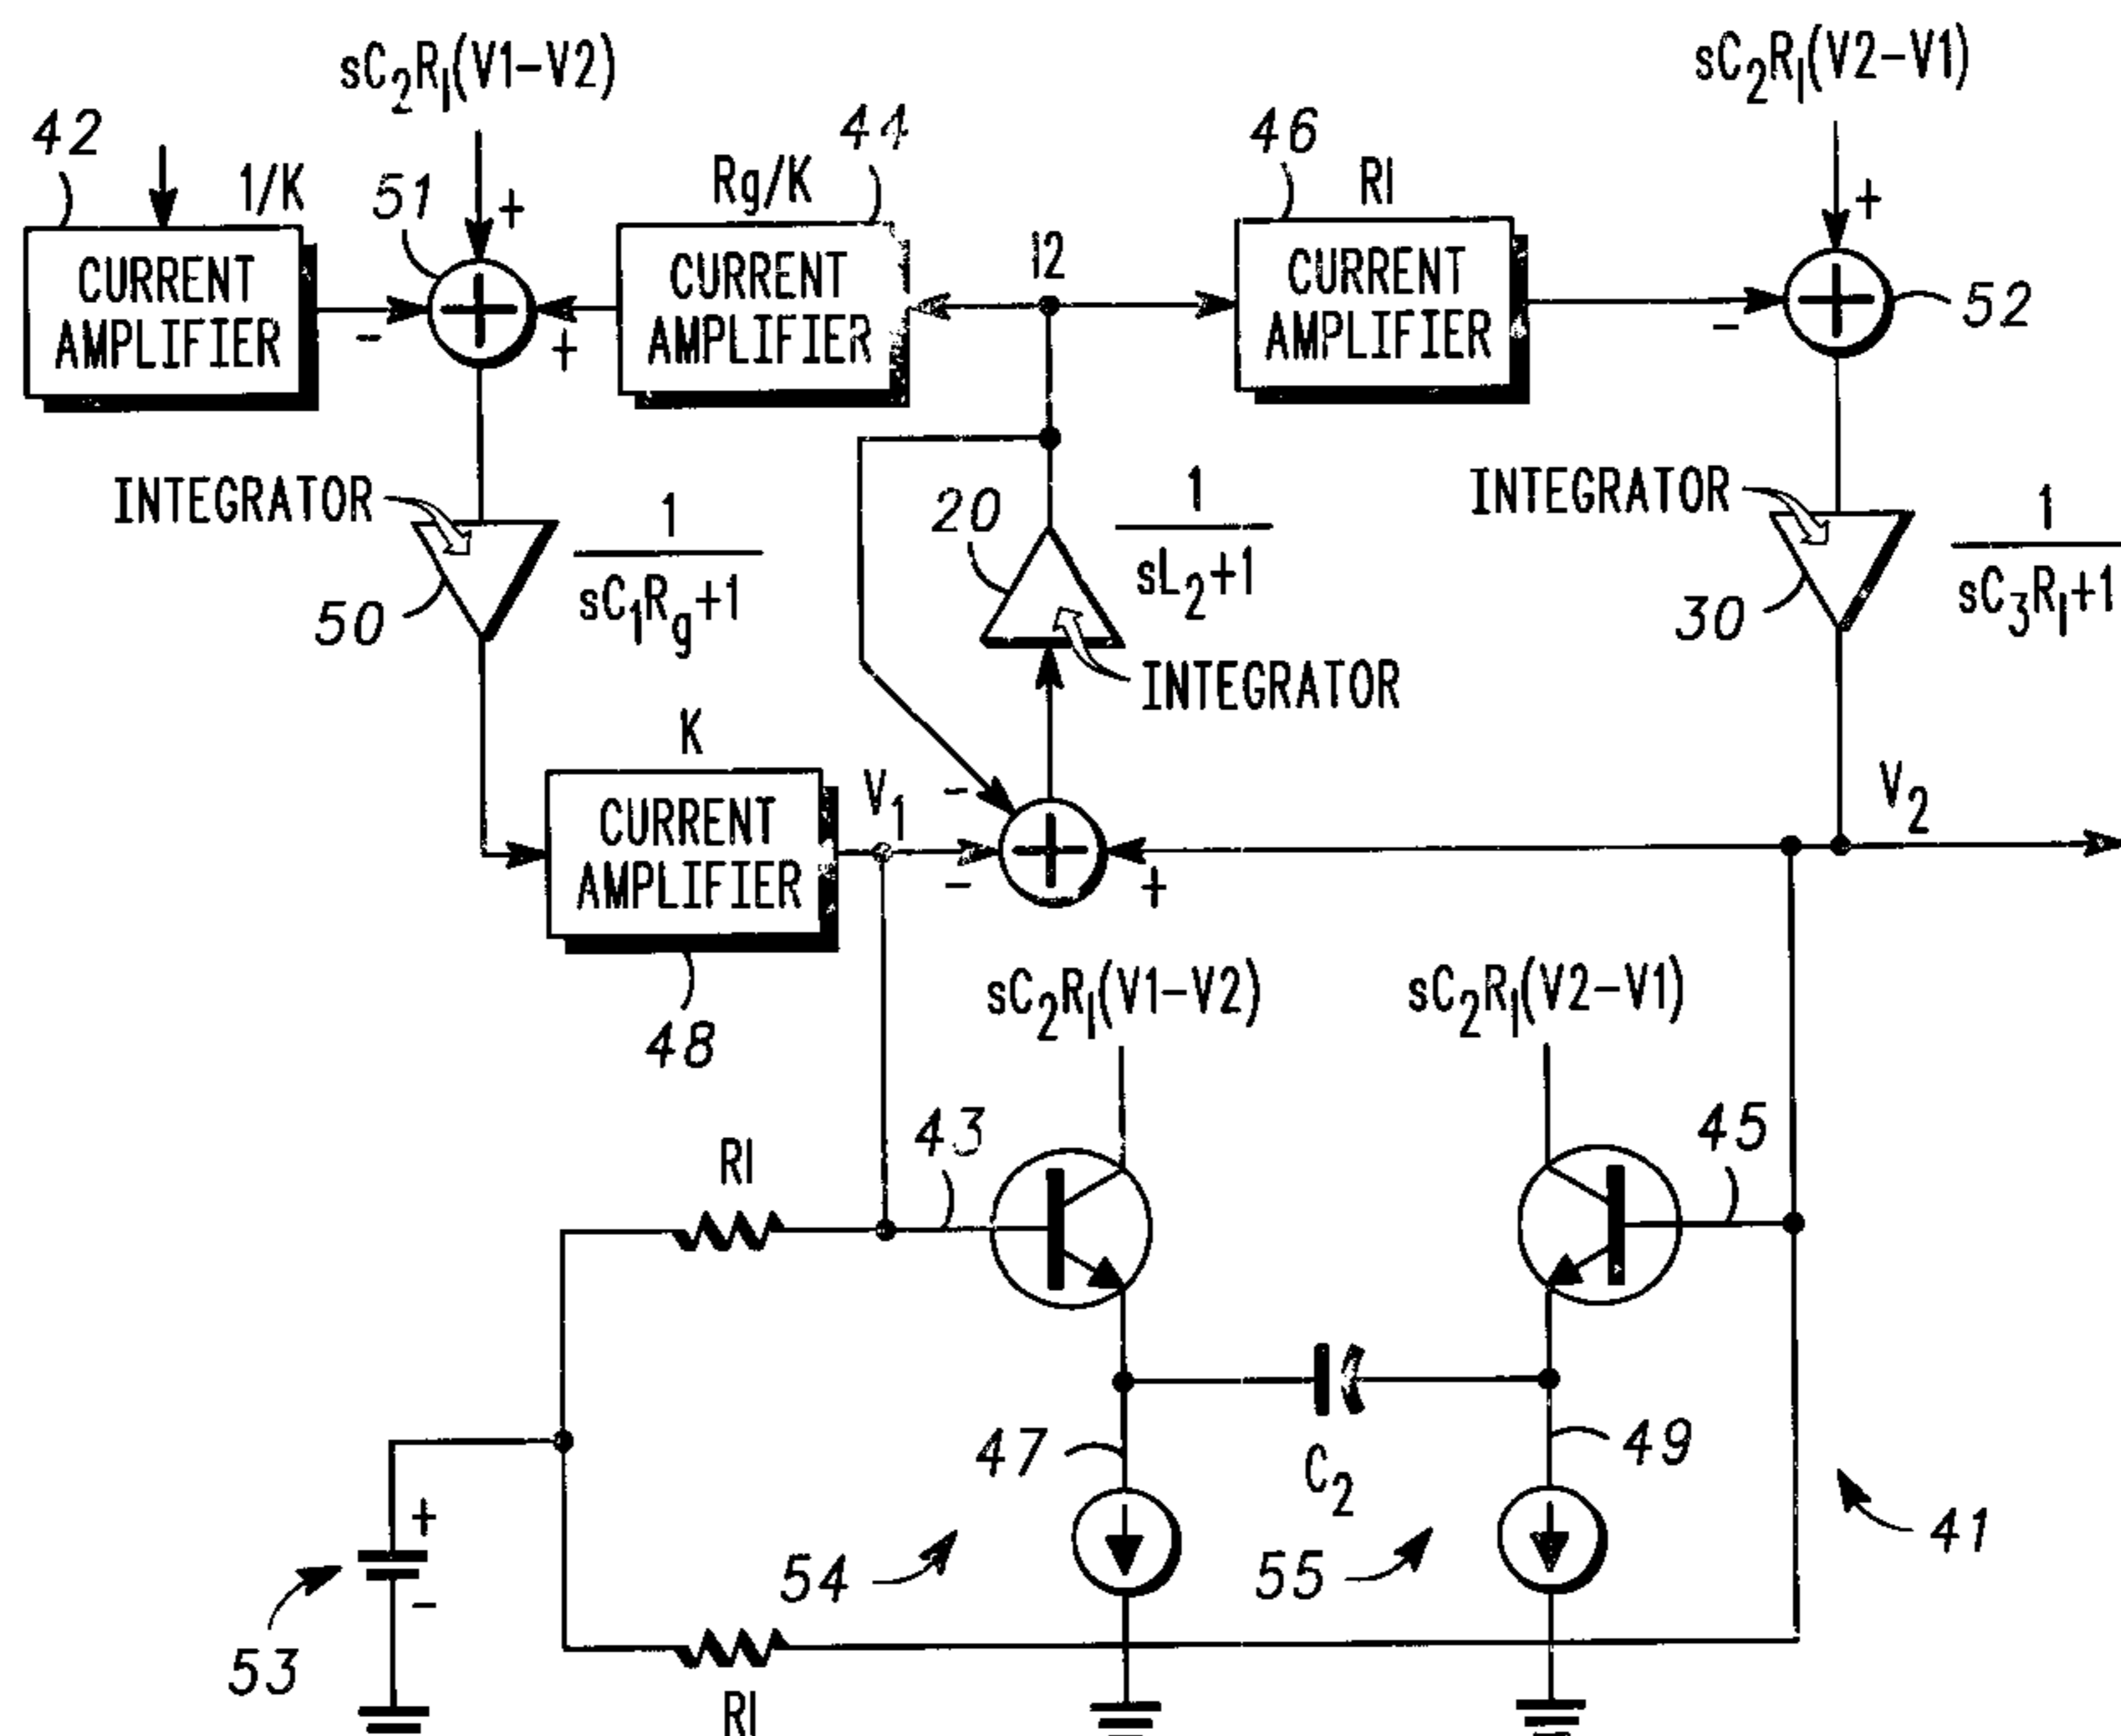 sC₂Rₗ(V1-V2)
sC₂Rₗ(V2-V1)
42
1/K
51
+
Rg/K
44
46
Rl
+
CURRENT
AMPLIFIER
-
+
CURRENT
AMPLIFIER
I2
CURRENT
AMPLIFIER
-
52
INTEGRATOR
50
1
sC₁Rg+1
20
1
sL₂+1
INTEGRATOR
INTEGRATOR
30
1
sC₃Rₗ+1
K
CURRENT
AMPLIFIER
48
V₁
-
-
+
V₂
sC₂Rₗ(V1-V2)
sC₂Rₗ(V2-V1)
Rl
43
45
47
C₂
49
41
54
55
+
-
53
Rl